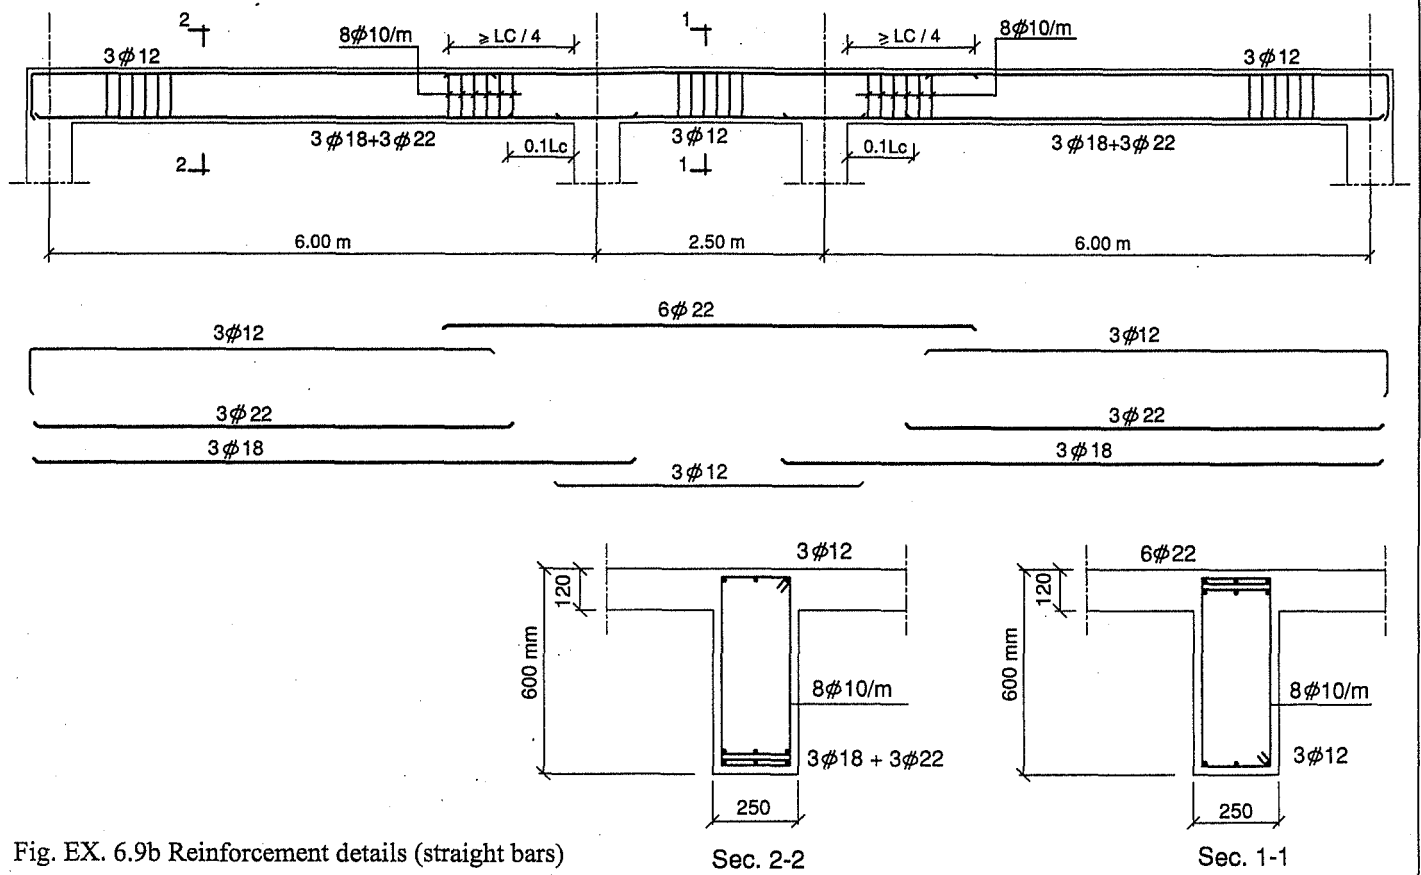 2
1
8φ10/m
≥ LC / 4
≥ LC / 4
8φ10/m
3φ12
3φ12
3φ18+3φ22
0.1Lc
3φ12
0.1Lc
3φ18+3φ22
2
1
6.00 m
2.50 m
6.00 m
6φ22
3φ12
3φ12
3φ22
3φ22
3φ18
3φ18
3φ12
3φ12
6φ22
120
120
600 mm
600 mm
8φ10/m
8φ10/m
3φ18 + 3φ22
3φ12
250
250
Fig. EX. 6.9b Reinforcement details (straight bars)
Sec. 2-2
Sec. 1-1